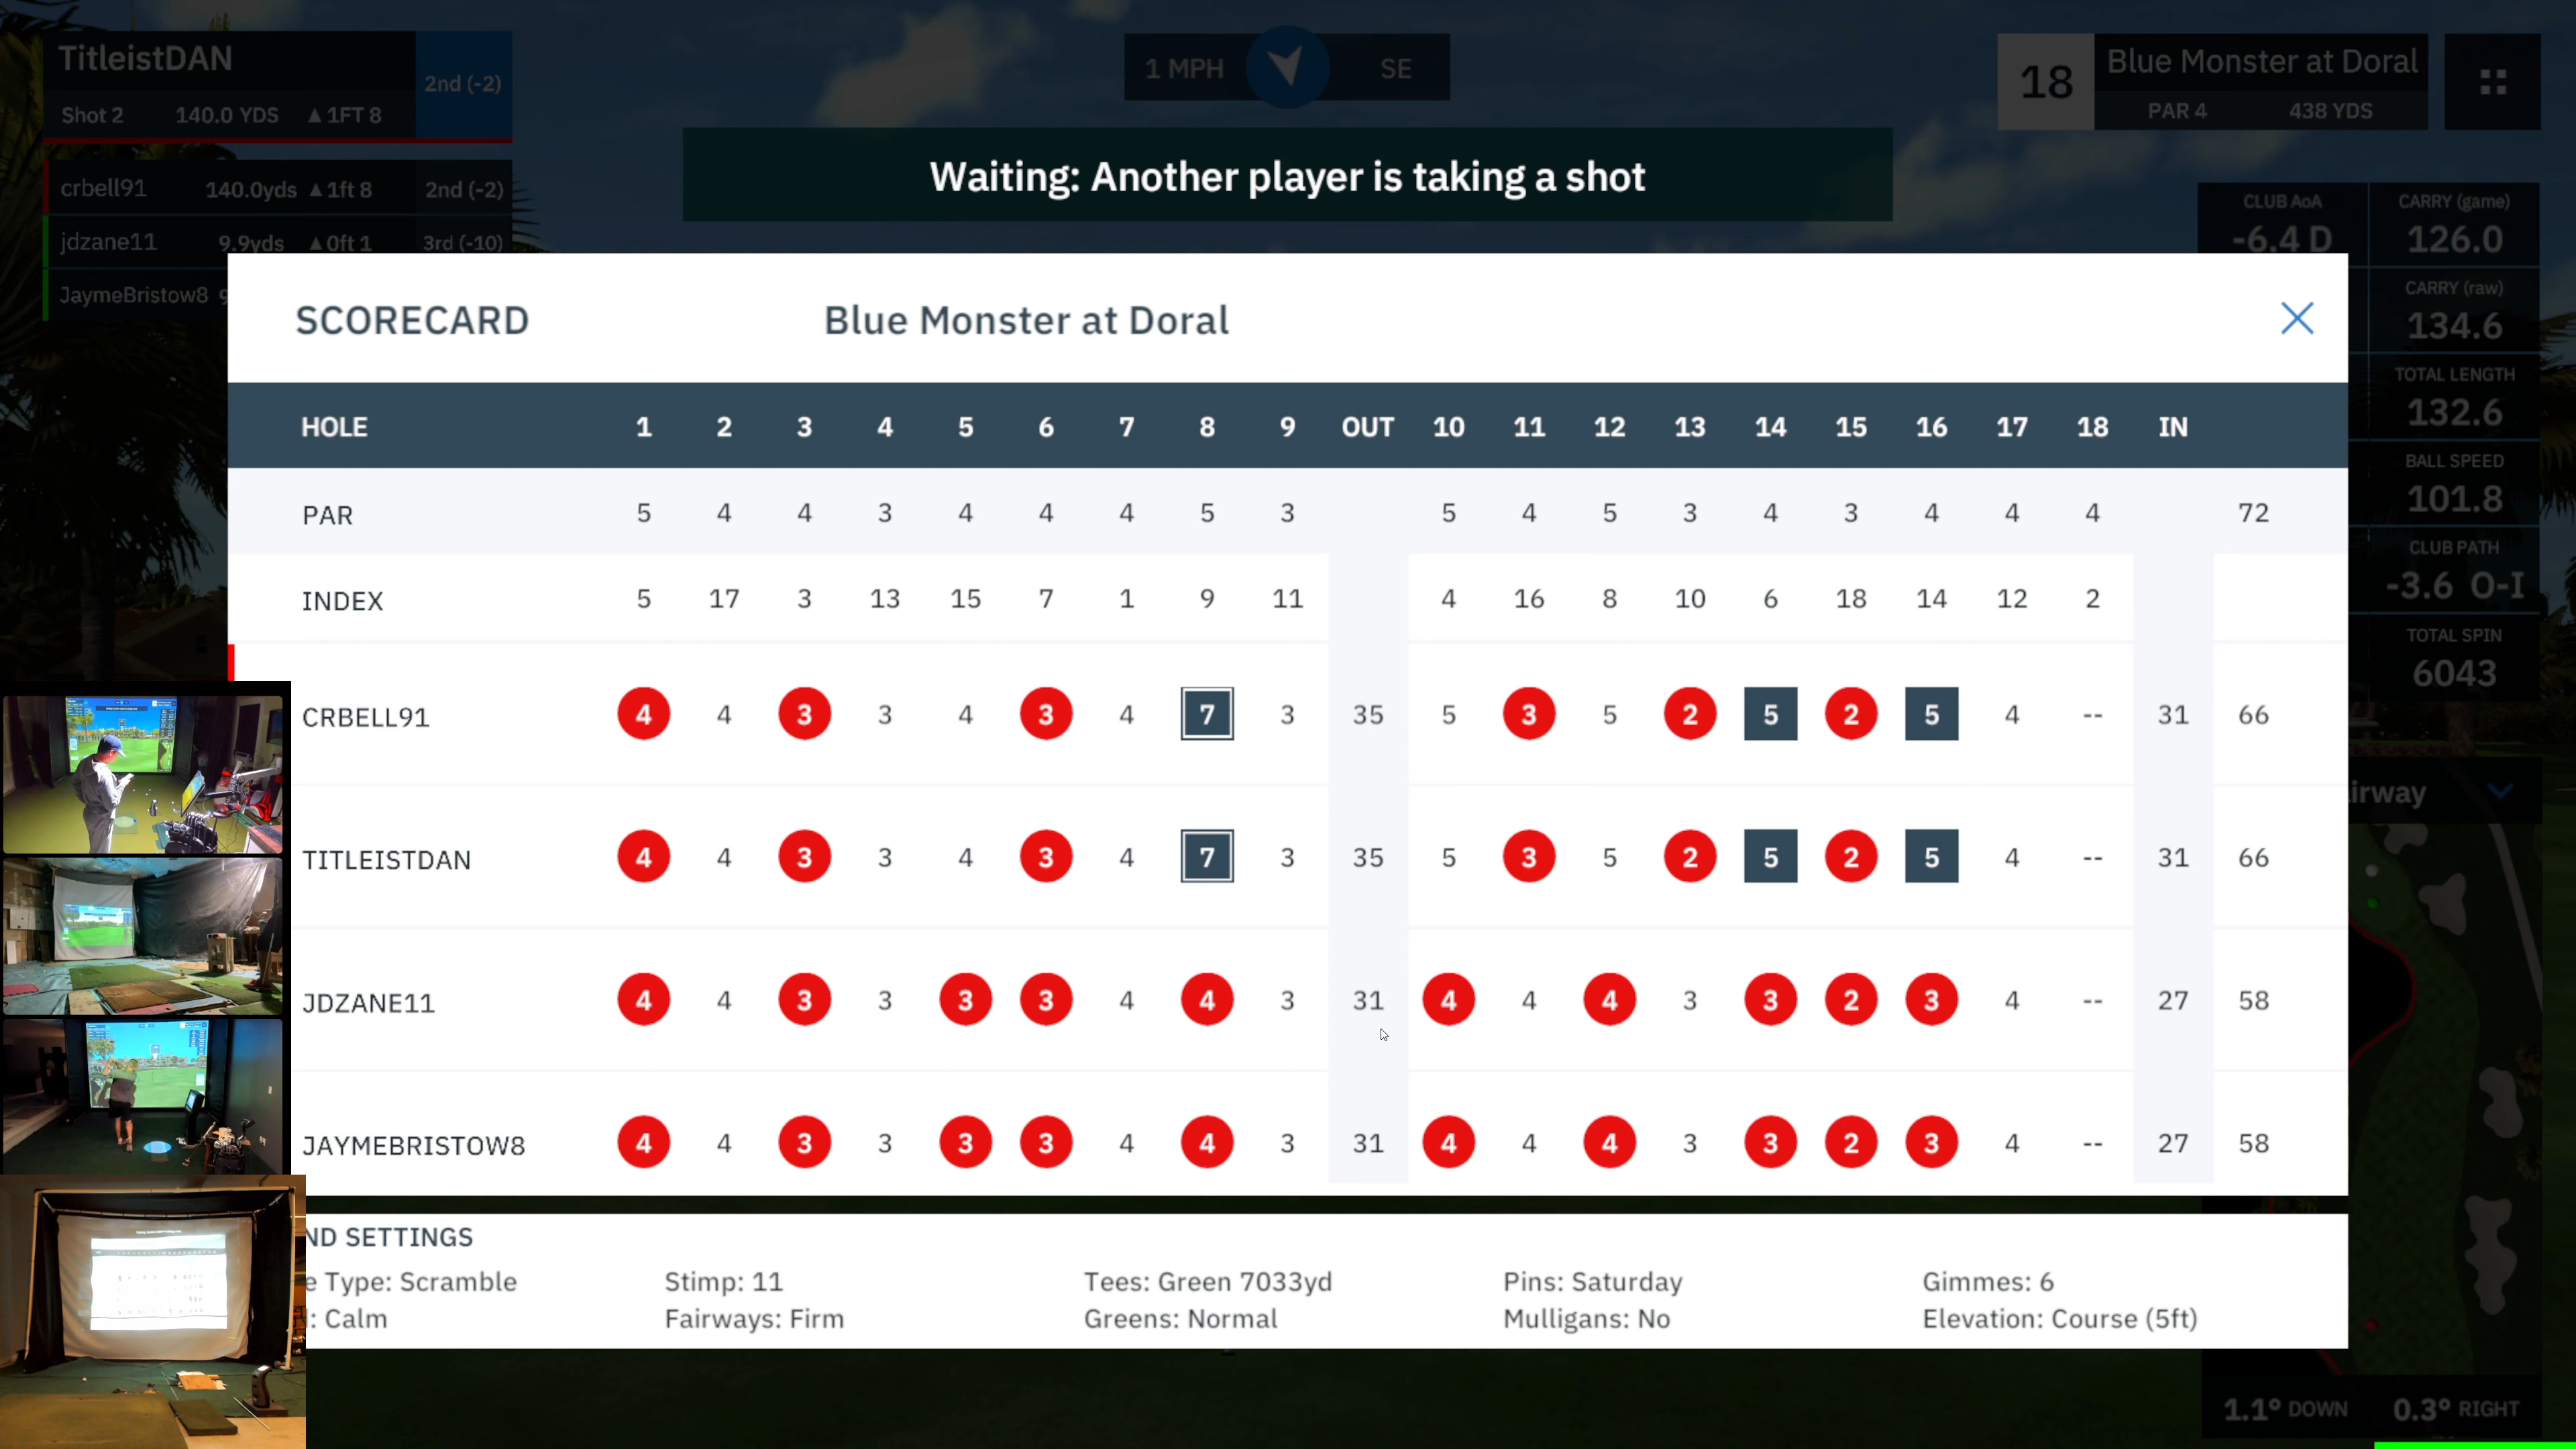 TitleistDAN
2nd (-2)
Shot 2 140.0 YDS ▲1FT 8
crbell91 140.0yds ▲1ft 8 2nd (-2)
jdzane11 9.9yds ▲0ft 1 3rd (-10)
JaymeBristow8 9
1 MPH SE
Waiting: Another player is taking a shot
18 Blue Monster at Doral
PAR 4 438 YDS
CLUB AoA
-6.4 D
CARRY (game)
126.0
CARRY (raw)
134.6
TOTAL LENGTH
132.6
BALL SPEED
101.8
CLUB PATH
-3.6 O-I
TOTAL SPIN
6043
irway
SCORECARD Blue Monster at Doral
HOLE 1 2 3 4 5 6 7 8 9 OUT 10 11 12 13 14 15 16 17 18 IN
PAR 5 4 4 3 4 4 4 5 3 5 4 5 3 4 3 4 4 4 72
INDEX 5 17 3 13 15 7 1 9 11 4 16 8 10 6 18 14 12 2
CRBELL91 4 4 3 3 4 3 4 7 3 35 5 3 5 2 5 2 5 4 -- 31 66
TITLEISTDAN 4 4 3 3 4 3 4 7 3 35 5 3 5 2 5 2 5 4 -- 31 66
JDZANE11 4 4 3 3 3 3 4 4 3 31 4 4 4 3 3 2 3 4 -- 27 58
JAYMEBRISTOW8 4 4 3 3 3 3 4 4 3 31 4 4 4 3 3 2 3 4 -- 27 58
ND SETTINGS
e Type: Scramble Stimp: 11 Tees: Green 7033yd Pins: Saturday Gimmes: 6
: Calm Fairways: Firm Greens: Normal Mulligans: No Elevation: Course (5ft)
1.1° DOWN 0.3° RIGHT